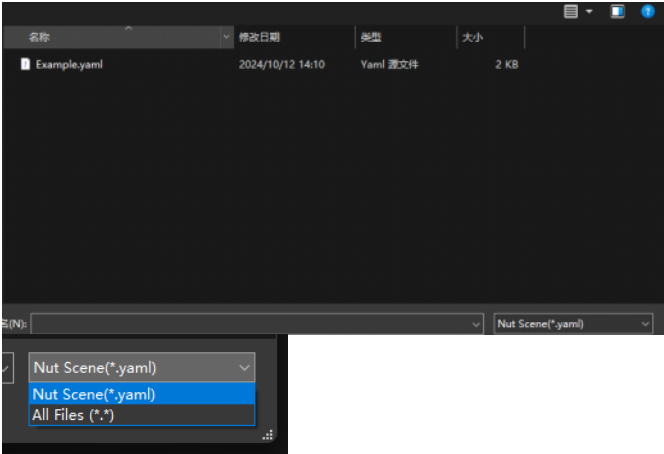 名称 修改日期 类型 大小
Example.yaml 2024/10/12 14:10 Yaml 源文件 2 KB
名(N): Nut Scene(*.yaml)
Nut Scene(*.yaml)
Nut Scene(*.yaml)
All Files (*.*)